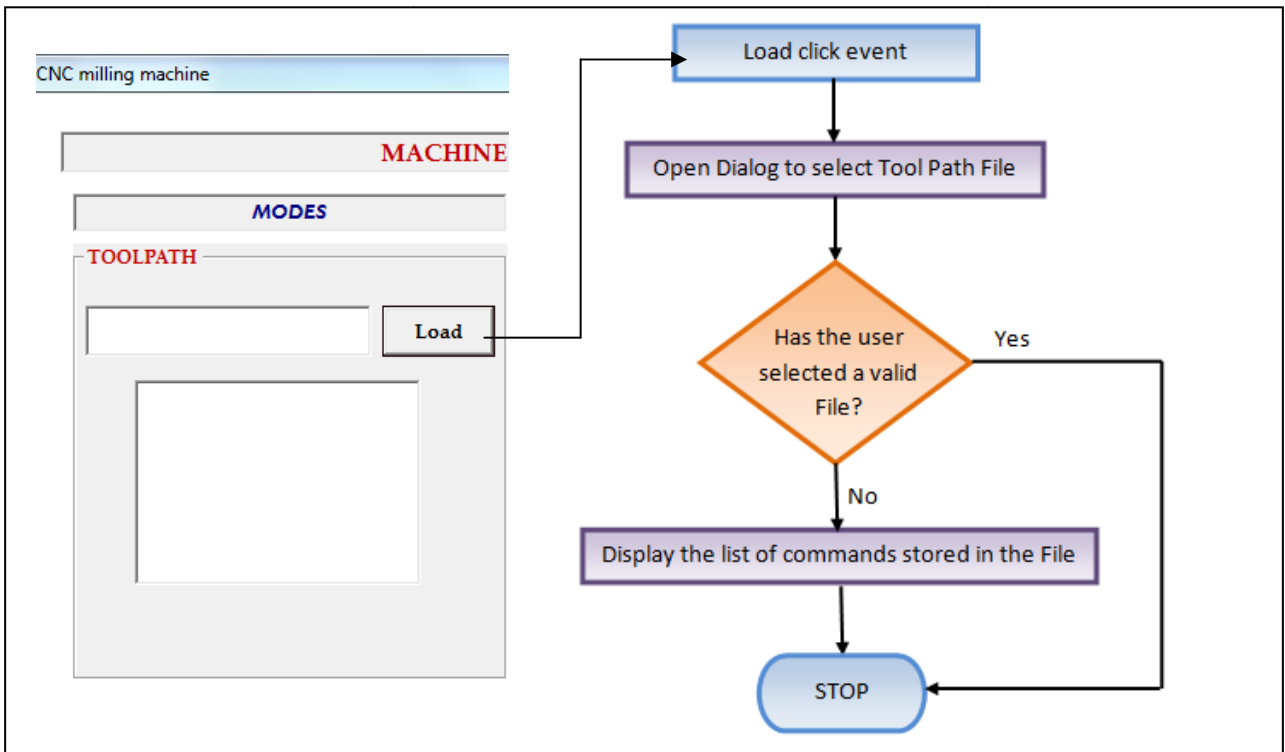 CNC milling machine
MACHINE
MODES
TOOLPATH
Load
Load click event
Open Dialog to select Tool Path File
Has the user
selected a valid
File?
Yes
No
Display the list of commands stored in the File
STOP